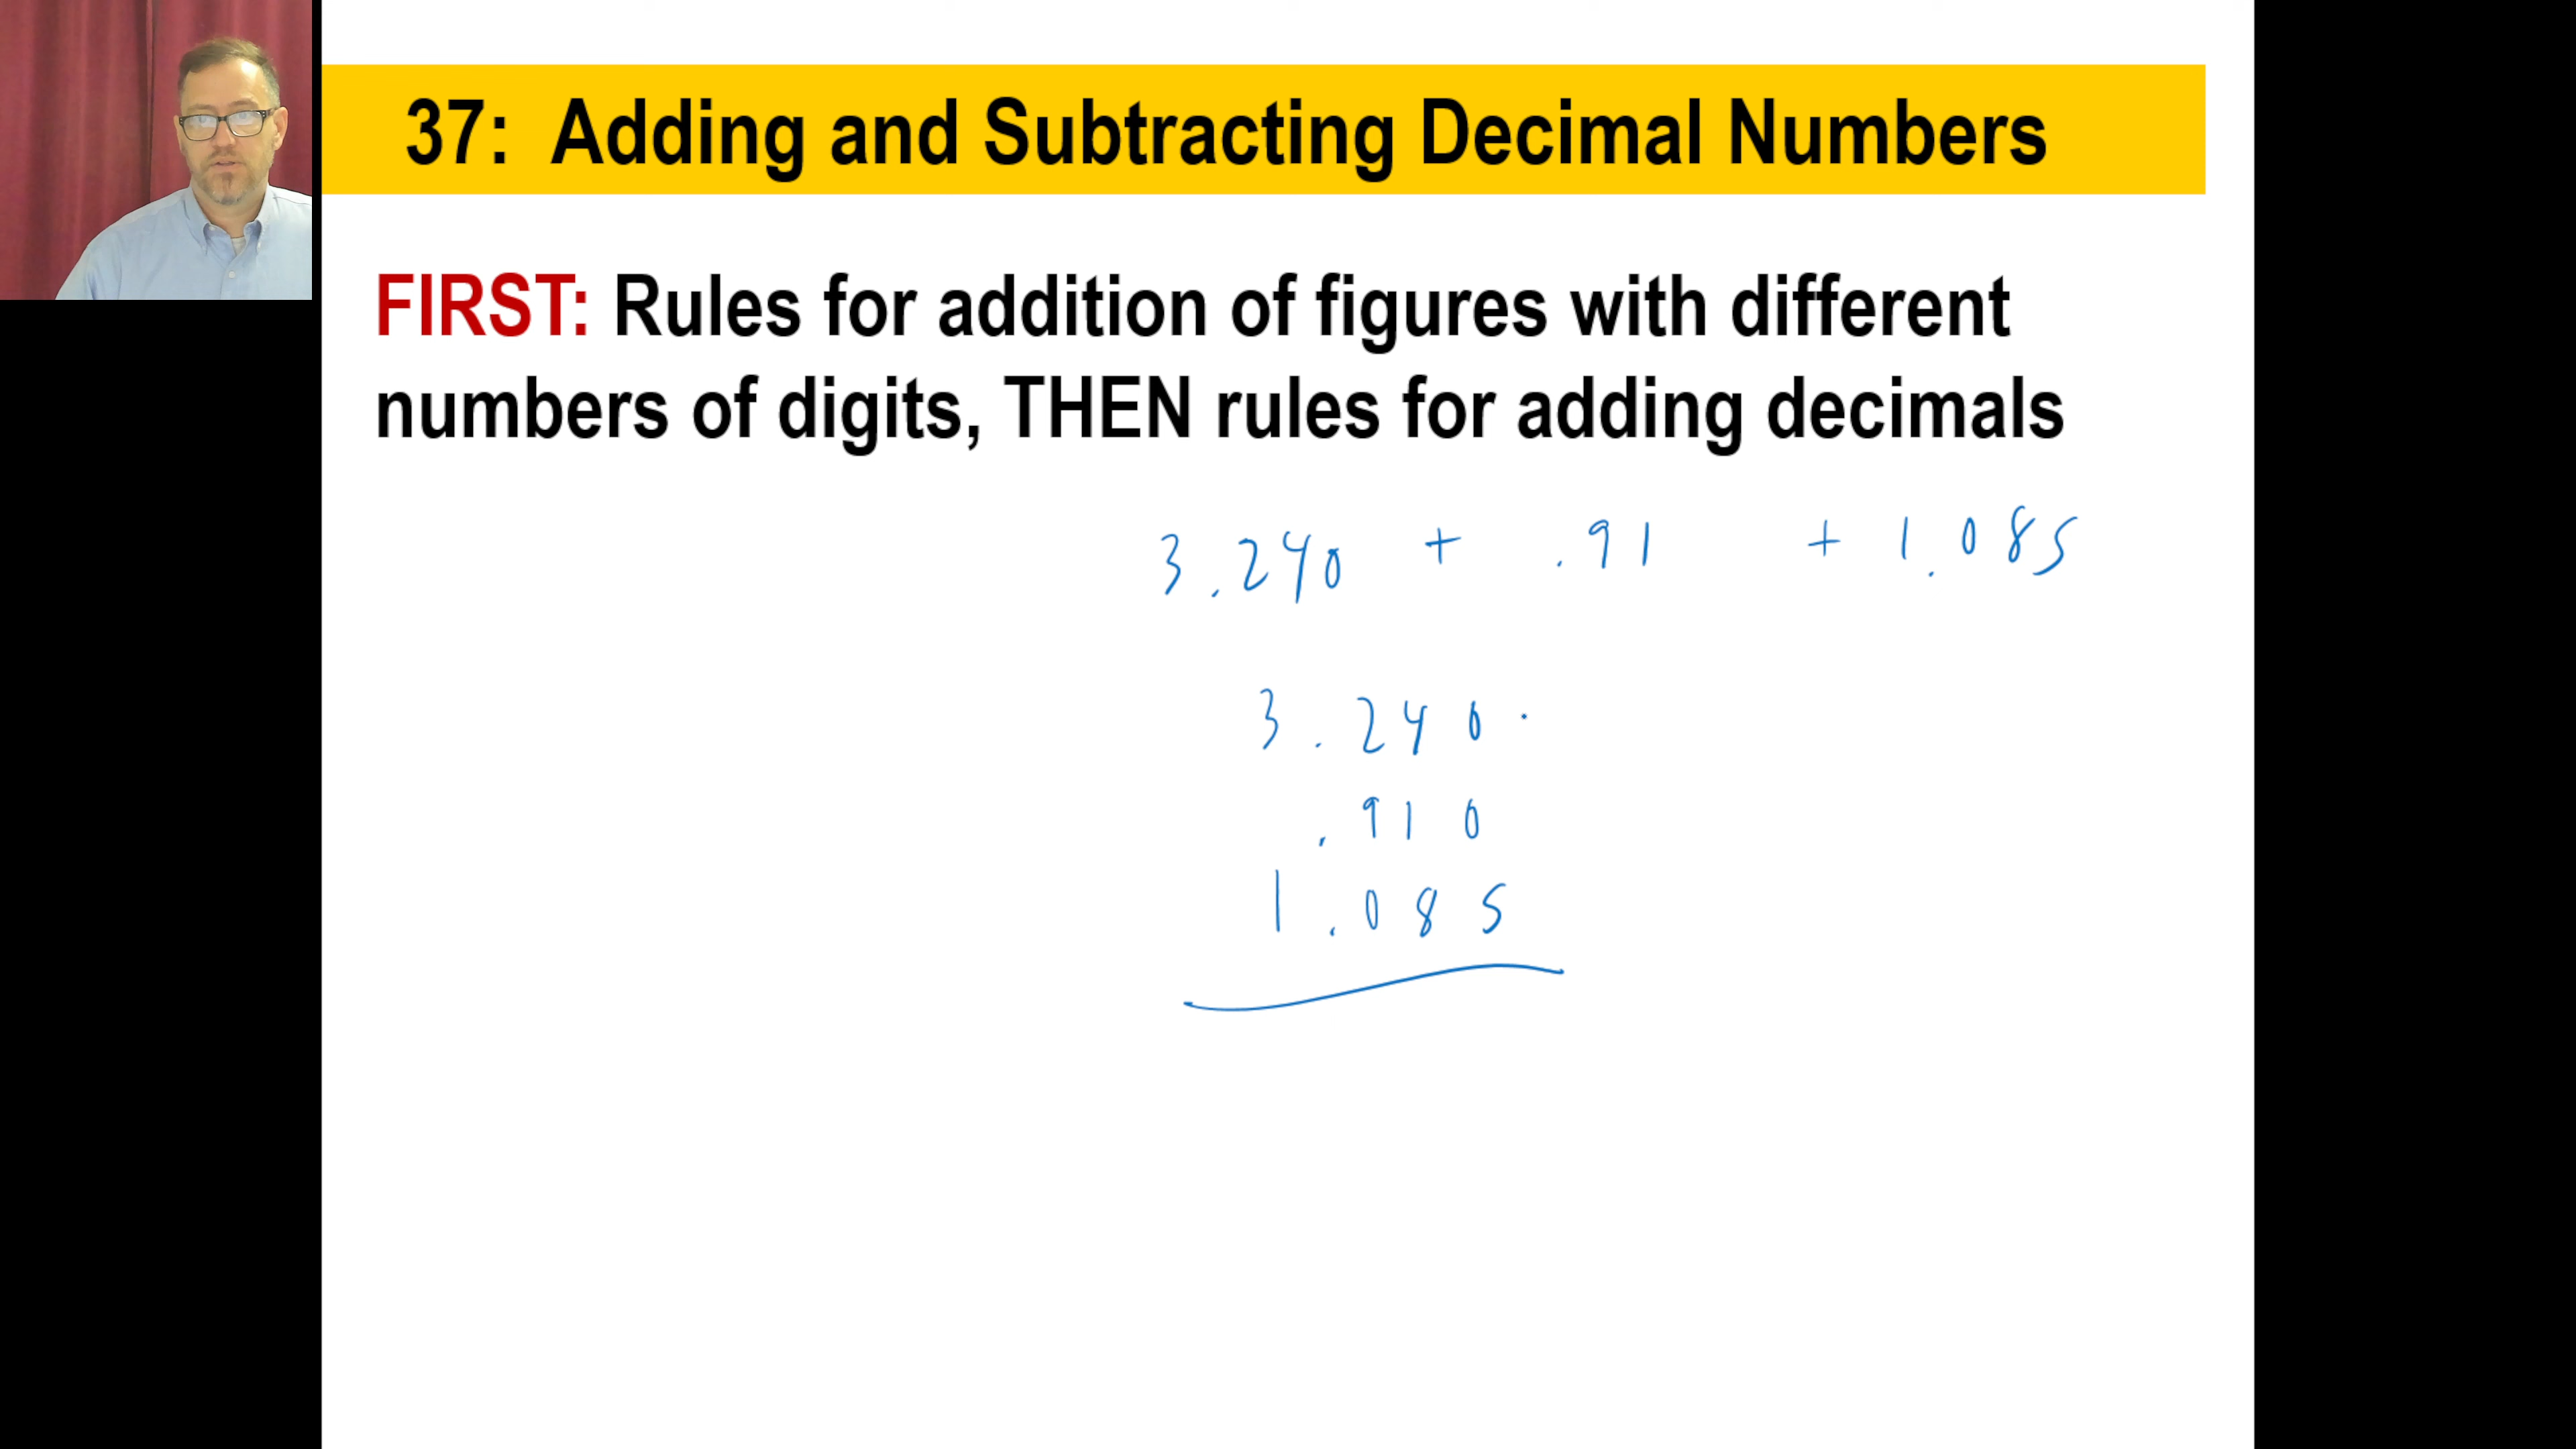 37: Adding and Subtracting Decimal Numbers
FIRST: Rules for addition of figures with different
numbers of digits, THEN rules for adding decimals
3.240 + .91 + 1.085
3.240
.910
1.085